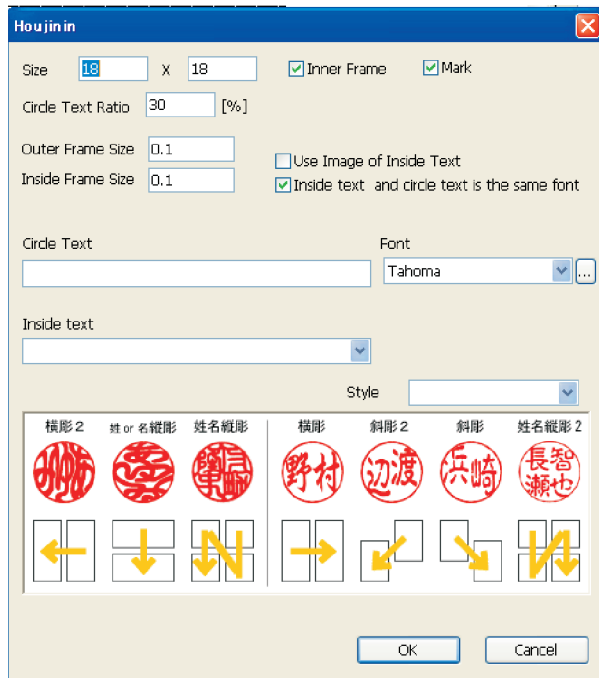 Houjinin
Size 18 X 18 Inner Frame Mark
Circle Text Ratio 30 [%]
Outer Frame Size 0.1
Use Image of Inside Text
Inside Frame Size 0.1
Inside text and circle text is the same font
Circle Text Font
Tahoma ...
Inside text
Style
横彫2 姓 or 名縦彫 姓名縦彫 横彫 斜彫2 斜彫 姓名縦彫2
野村 辺渡 浜崎 長智瀬也
OK Cancel